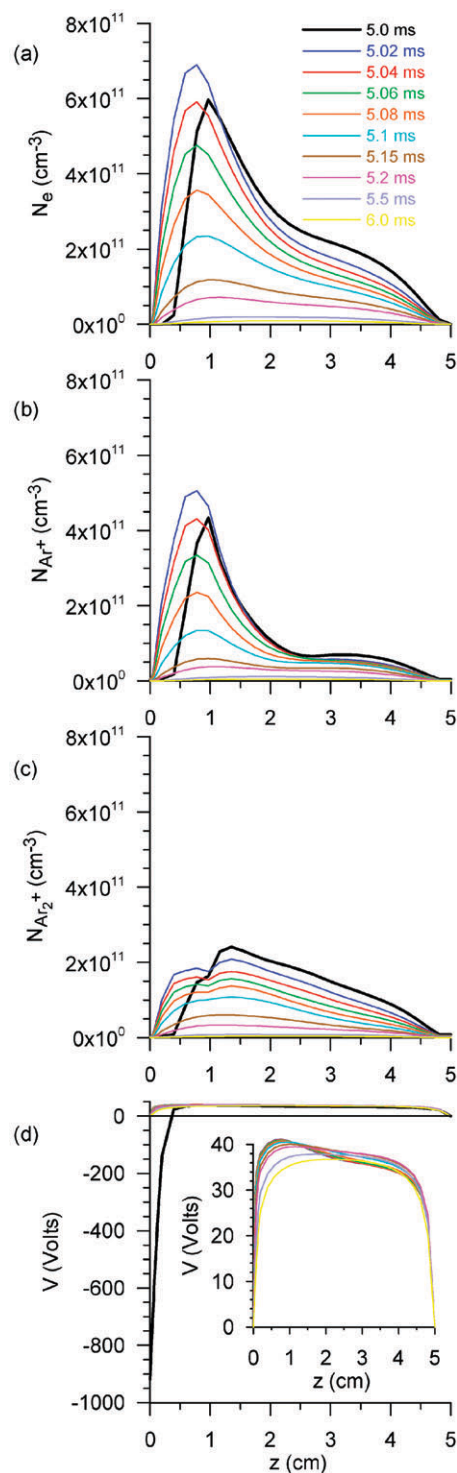 (a)
Nₑ (cm⁻³)
8x10¹¹
6x10¹¹
4x10¹¹
2x10¹¹
0x10⁰
5.0 ms
5.02 ms
5.04 ms
5.06 ms
5.08 ms
5.1 ms
5.15 ms
5.2 ms
5.5 ms
6.0 ms
0 1 2 3 4 5
(b)
N_Ar⁺ (cm⁻³)
8x10¹¹
6x10¹¹
4x10¹¹
2x10¹¹
0x10⁰
0 1 2 3 4 5
(c)
N_Ar₂⁺ (cm⁻³)
8x10¹¹
6x10¹¹
4x10¹¹
2x10¹¹
0x10⁰
0 1 2 3 4 5
(d)
V (Volts)
0
-200
-400
-600
-800
-1000
V (Volts)
40
30
20
10
0
0 1 2 3 4 5
z (cm)
0 1 2 3 4 5
z (cm)